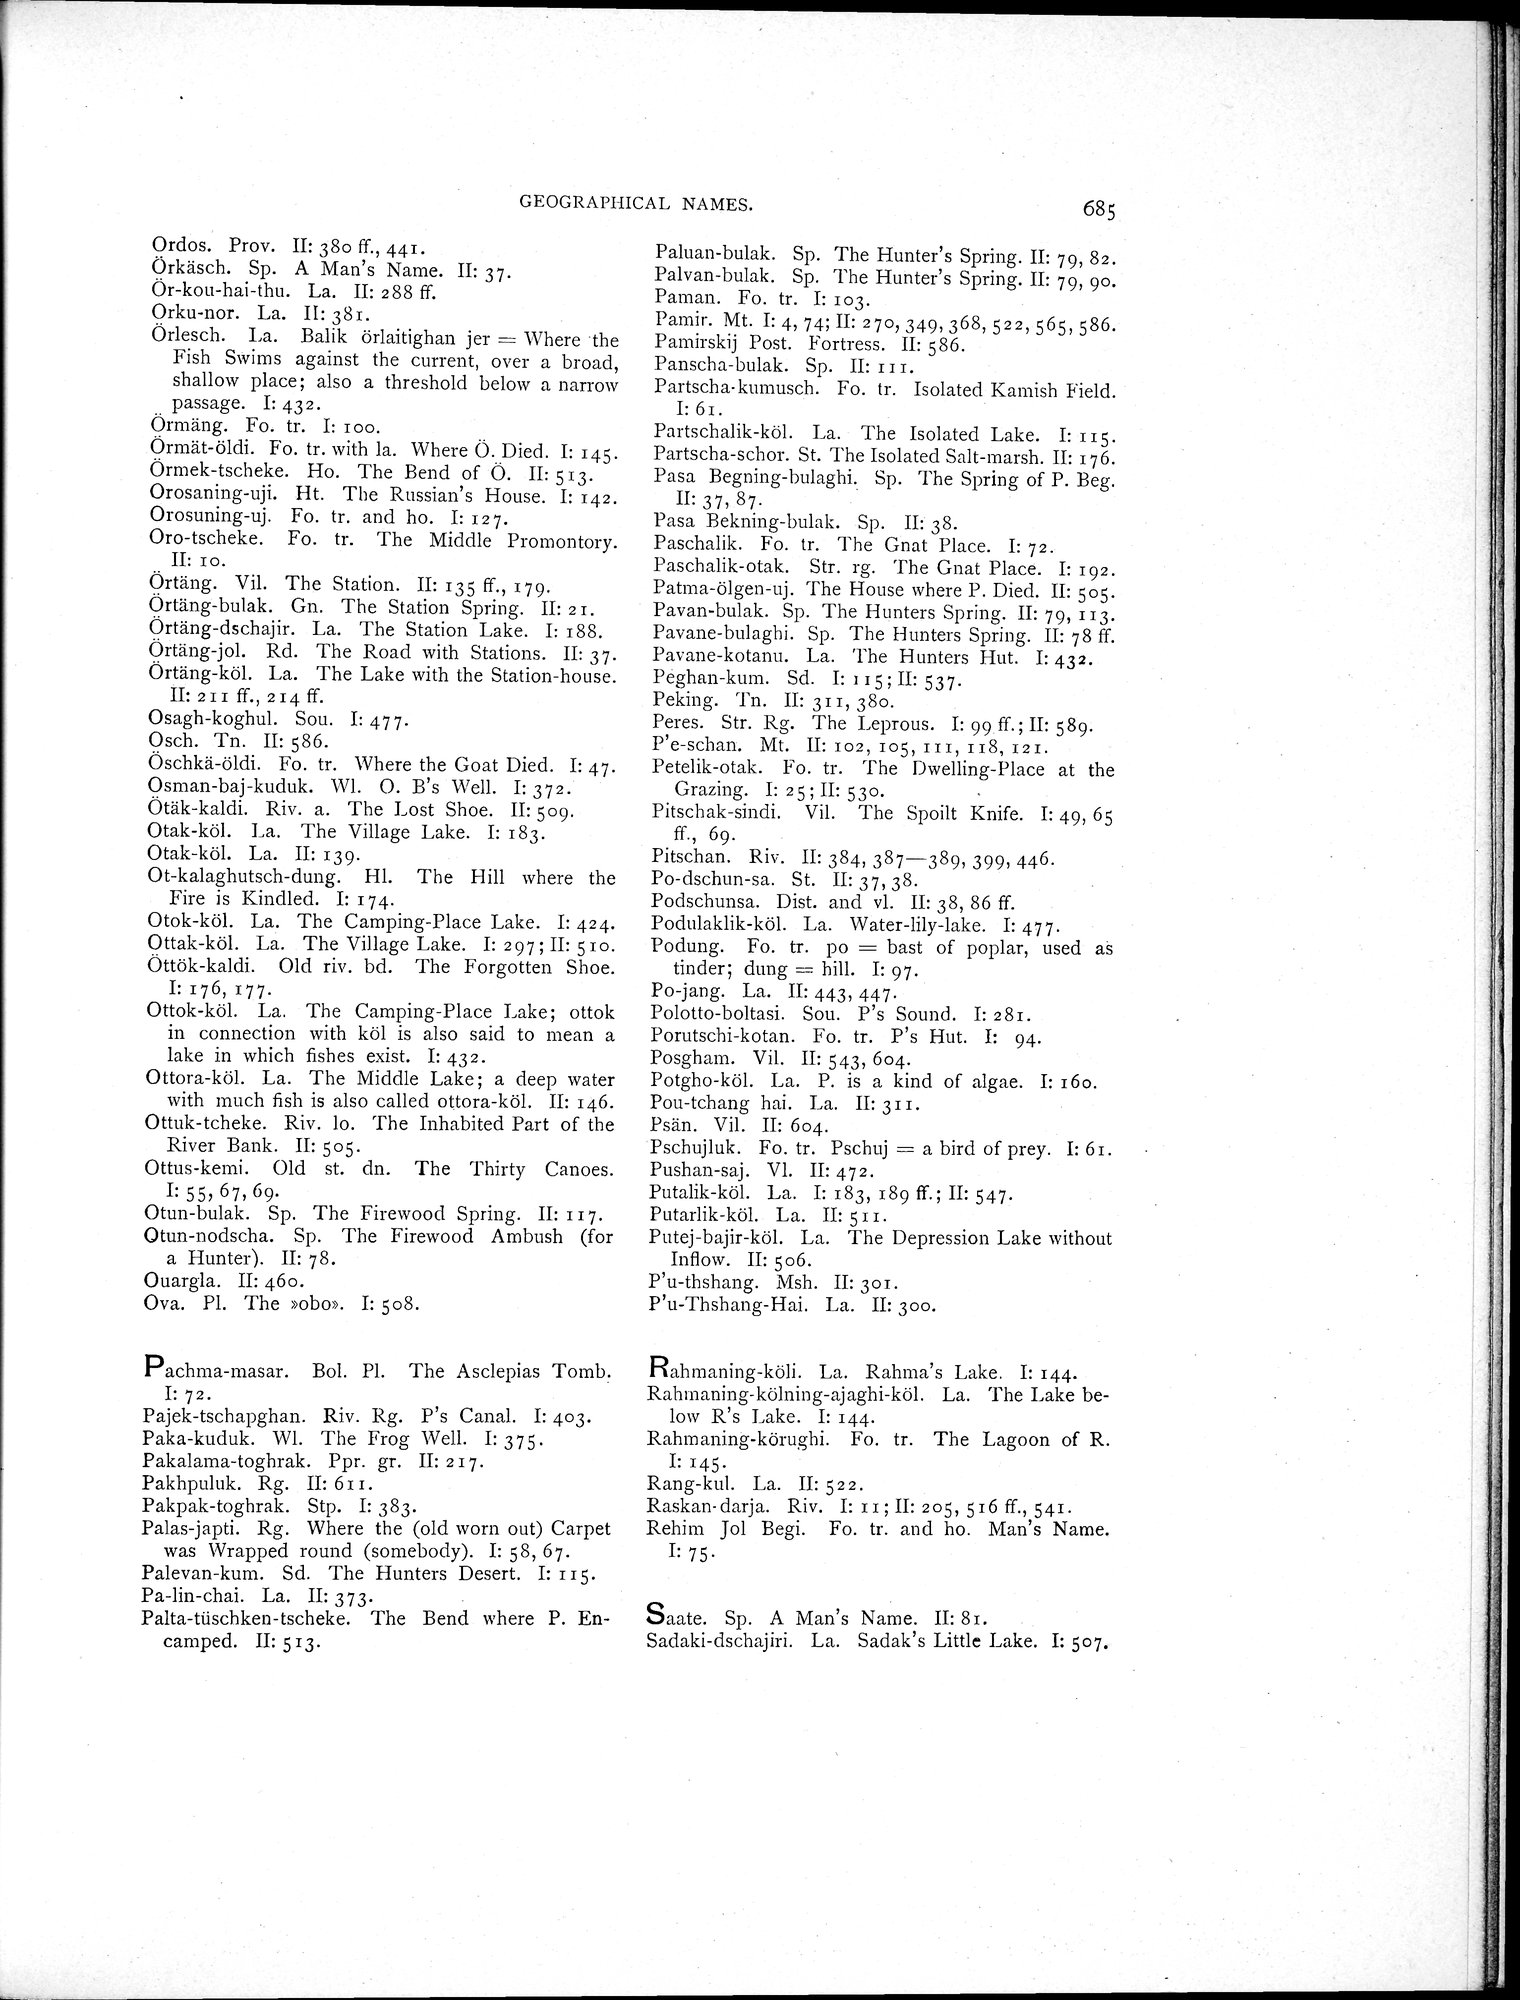 GEOGRAPHICAL NAMES.
685
Ordos. Prov. II: 380 ff., 441.
Örkäsch. Sp. A Man's Name. II: 37.
Ör-kou-hai-thu. La. II: 288 ff.
Orku-nor. La. II: 381.
Örlesch. La. Balik örlaitighan jer = Where the
Fish Swims against the current, over a broad,
shallow place; also a threshold below a narrow
passage. I: 432.
Örmäng. Fo. tr. I: 100.
Örmät-öldi. Fo. tr. with la. Where Ö. Died. I: 145.
Örmek-tscheke. Ho. The Bend of Ö. II: 513.
Orosaning-uji. Ht. The Russian's House. I: 142.
Orosuning-uj. Fo. tr. and ho. I: 127.
Oro-tscheke. Fo. tr. The Middle Promontory.
II: 10.
Örtäng. Vil. The Station. II: 135 ff., 179.
Örtäng-bulak. Gn. The Station Spring. II: 21.
Örtäng-dschajir. La. The Station Lake. I: 188.
Örtäng-jol. Rd. The Road with Stations. II: 37.
Örtäng-köl. La. The Lake with the Station-house.
II: 211 ff., 214 ff.
Osagh-koghul. Sou. I: 477.
Osch. Tn. II: 586.
Öschkä-öldi. Fo. tr. Where the Goat Died. I: 47.
Osman-baj-kuduk. Wl. O. B's Well. I: 372.
Ötäk-kaldi. Riv. a. The Lost Shoe. II: 509.
Otak-köl. La. The Village Lake. I: 183.
Otak-köl. La. II: 139.
Ot-kalaghutsch-dung. Hl. The Hill where the
Fire is Kindled. I: 174.
Otok-köl. La. The Camping-Place Lake. I: 424.
Ottak-köl. La. The Village Lake. I: 297; II: 510.
Öttök-kaldi. Old riv. bd. The Forgotten Shoe.
I: 176, 177.
Ottok-köl. La. The Camping-Place Lake; ottok
in connection with köl is also said to mean a
lake in which fishes exist. I: 432.
Ottora-köl. La. The Middle Lake; a deep water
with much fish is also called ottora-köl. II: 146.
Ottuk-tcheke. Riv. lo. The Inhabited Part of the
River Bank. II: 505.
Ottus-kemi. Old st. dn. The Thirty Canoes.
I: 55, 67, 69.
Otun-bulak. Sp. The Firewood Spring. II: 117.
Otun-nodscha. Sp. The Firewood Ambush (for
a Hunter). II: 78.
Ouargla. II: 460.
Ova. Pl. The »obo». I: 508.
Pachma-masar. Bol. Pl. The Asclepias Tomb.
I: 72.
Pajek-tschapghan. Riv. Rg. P's Canal. I: 403.
Paka-kuduk. Wl. The Frog Well. I: 375.
Pakalama-toghrak. Ppr. gr. II: 217.
Pakhpuluk. Rg. II: 611.
Pakpak-toghrak. Stp. I: 383.
Palas-japti. Rg. Where the (old worn out) Carpet
was Wrapped round (somebody). I: 58, 67.
Palevan-kum. Sd. The Hunters Desert. I: 115.
Pa-lin-chai. La. II: 373.
Palta-tüschken-tscheke. The Bend where P. En-
camped. II: 513.
Paluan-bulak. Sp. The Hunter's Spring. II: 79, 82.
Palvan-bulak. Sp. The Hunter's Spring. II: 79, 90.
Paman. Fo. tr. I: 103.
Pamir. Mt. I: 4, 74; II: 270, 349, 368, 522, 565, 586.
Pamirskij Post. Fortress. II: 586.
Panscha-bulak. Sp. II: 111.
Partscha-kumusch. Fo. tr. Isolated Kamish Field.
I: 61.
Partschalik-köl. La. The Isolated Lake. I: 115.
Partscha-schor. St. The Isolated Salt-marsh. II: 176.
Pasa Begning-bulaghi. Sp. The Spring of P. Beg.
II: 37, 87.
Pasa Bekning-bulak. Sp. II: 38.
Paschalik. Fo. tr. The Gnat Place. I: 72.
Paschalik-otak. Str. rg. The Gnat Place. I: 192.
Patma-ölgen-uj. The House where P. Died. II: 505.
Pavan-bulak. Sp. The Hunters Spring. II: 79, 113.
Pavane-bulaghi. Sp. The Hunters Spring. II: 78 ff.
Pavane-kotanu. La. The Hunters Hut. I: 432.
Peghan-kum. Sd. I: 115; II: 537.
Peking. Tn. II: 311, 380.
Peres. Str. Rg. The Leprous. I: 99 ff.; II: 589.
P'e-schan. Mt. II: 102, 105, 111, 118, 121.
Petelik-otak. Fo. tr. The Dwelling-Place at the
Grazing. I: 25; II: 530.
Pitschak-sindi. Vil. The Spoilt Knife. I: 49, 65
ff., 69.
Pitschan. Riv. II: 384, 387—389, 399, 446.
Po-dschun-sa. St. II: 37, 38.
Podschunsa. Dist. and vl. II: 38, 86 ff.
Podulaklik-köl. La. Water-lily-lake. I: 477.
Podung. Fo. tr. po = bast of poplar, used as
tinder; dung = hill. I: 97.
Po-jang. La. II: 443, 447.
Polotto-boltasi. Sou. P's Sound. I: 281.
Porutschi-kotan. Fo. tr. P's Hut. I: 94.
Posgham. Vil. II: 543, 604.
Potgho-köl. La. P. is a kind of algae. I: 160.
Pou-tchang hai. La. II: 311.
Psän. Vil. II: 604.
Pschujluk. Fo. tr. Pschuj = a bird of prey. I: 61.
Pushan-saj. Vl. II: 472.
Putalik-köl. La. I: 183, 189 ff.; II: 547.
Putarlik-köl. La. II: 511.
Putej-bajir-köl. La. The Depression Lake without
Inflow. II: 506.
P'u-thshang. Msh. II: 301.
P'u-Thshang-Hai. La. II: 300.
Rahmaning-köli. La. Rahma's Lake. I: 144.
Rahmaning-kölning-ajaghi-köl. La. The Lake be-
low R's Lake. I: 144.
Rahmaning-körughi. Fo. tr. The Lagoon of R.
I: 145.
Rang-kul. La. II: 522.
Raskan-darja. Riv. I: 11; II: 205, 516 ff., 541.
Rehim Jol Begi. Fo. tr. and ho. Man's Name.
I: 75.
Saate. Sp. A Man's Name. II: 81.
Sadaki-dschajiri. La. Sadak's Little Lake. I: 507.